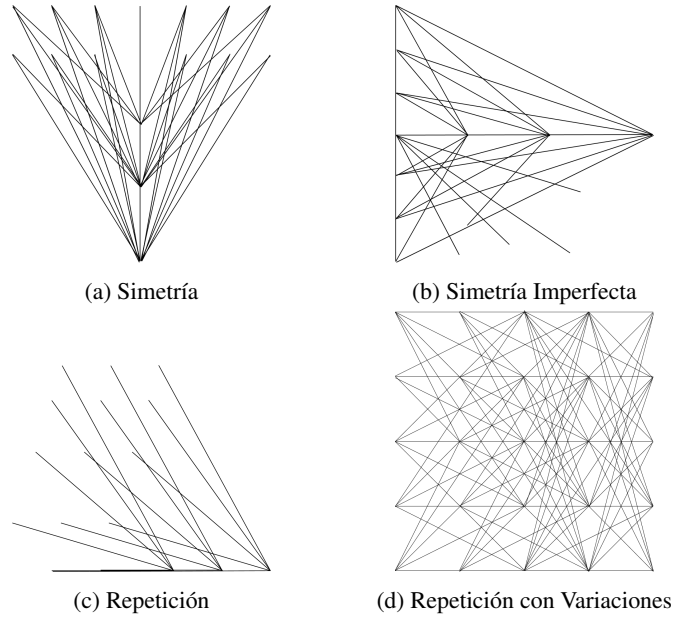 (a) Simetría
(b) Simetría Imperfecta
(c) Repetición
(d) Repetición con Variaciones